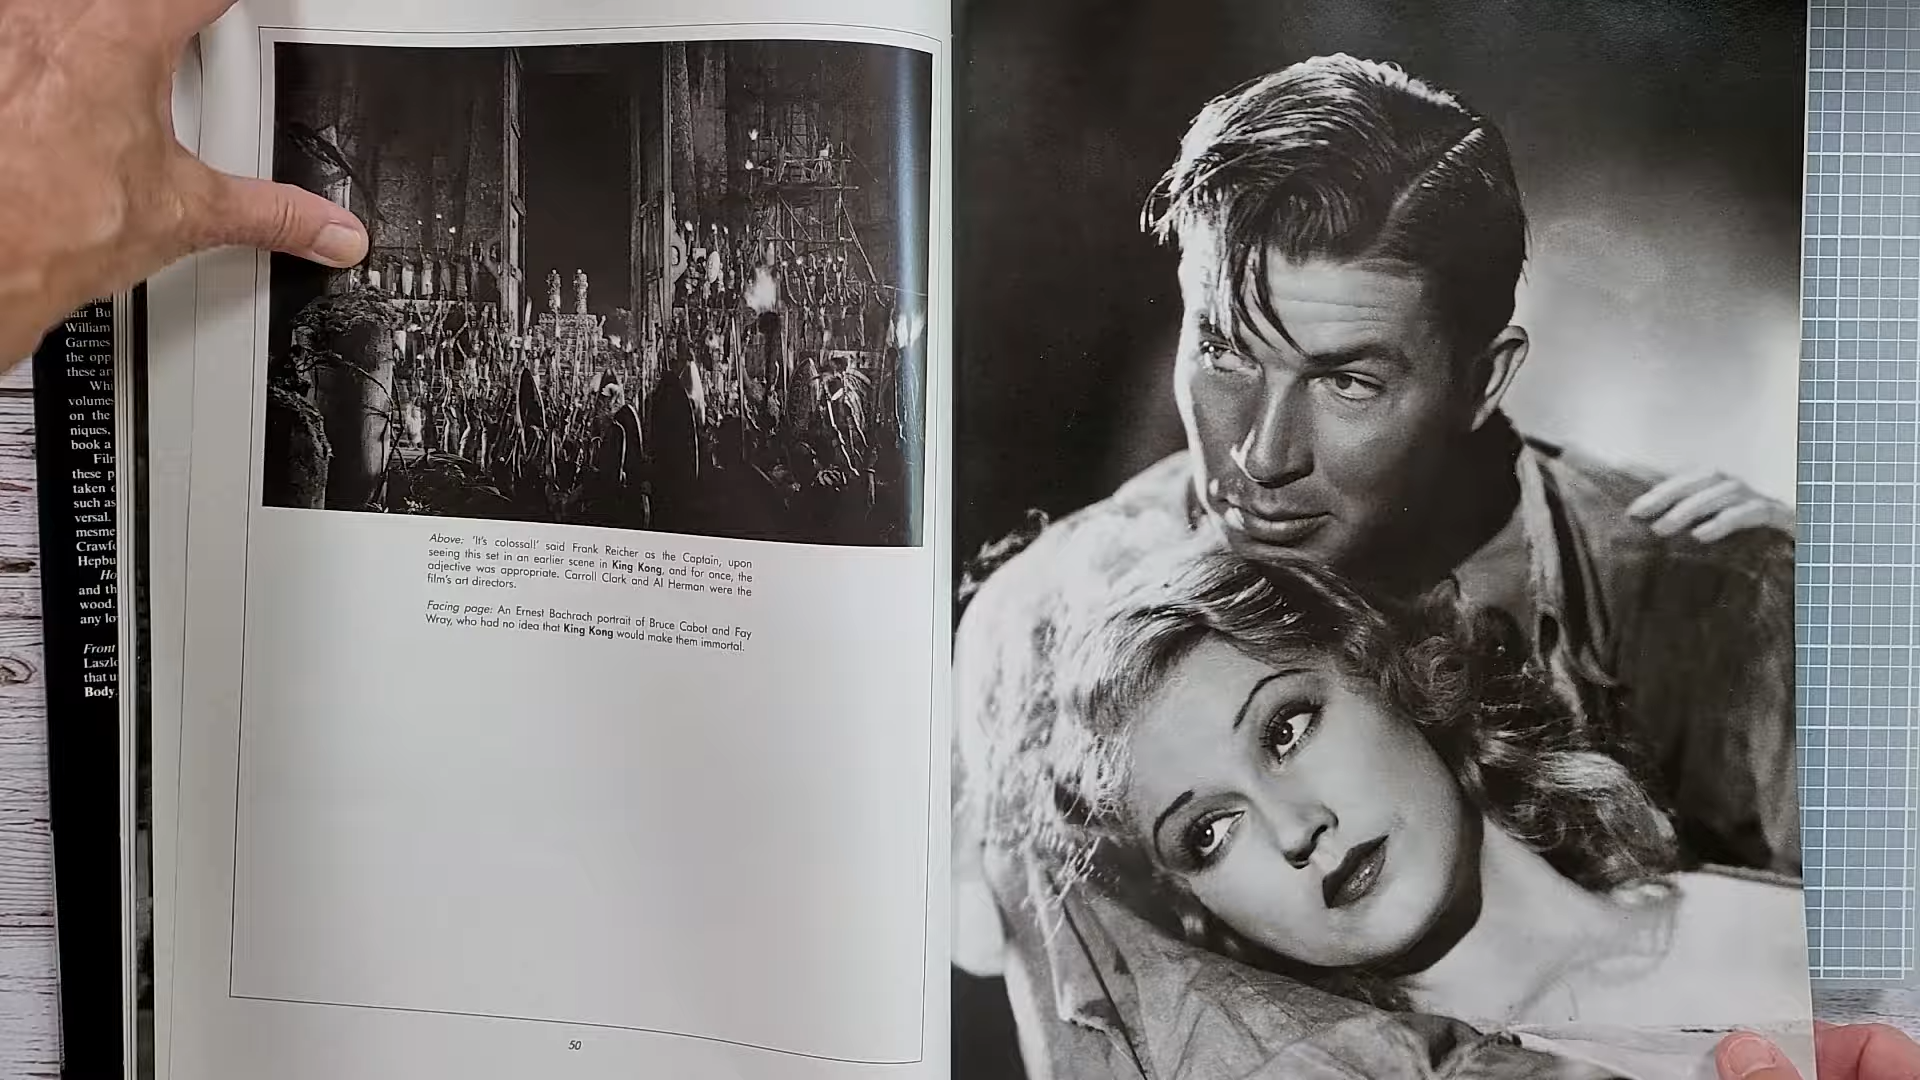 hair Bu
William
Garmes
the opp
these ar
Whi
volume
on the
niques.
book a
Film
these p
taken
such as
versal.
mesme
Crawfo
Hepbu
Ho
and th
wood.
any lo
Front
Laszlo
that u
Body.
Above: 'It's colossal!' said Frank Reicher as the Captain, upon
seeing this set in an earlier scene in King Kong, and for once, the
adjective was appropriate. Carroll Clark and Al Herman were the
film's art directors.
Facing page: An Ernest Bachrach portrait of Bruce Cabot and Fay
Wray, who had no idea that King Kong would make them immortal.
50